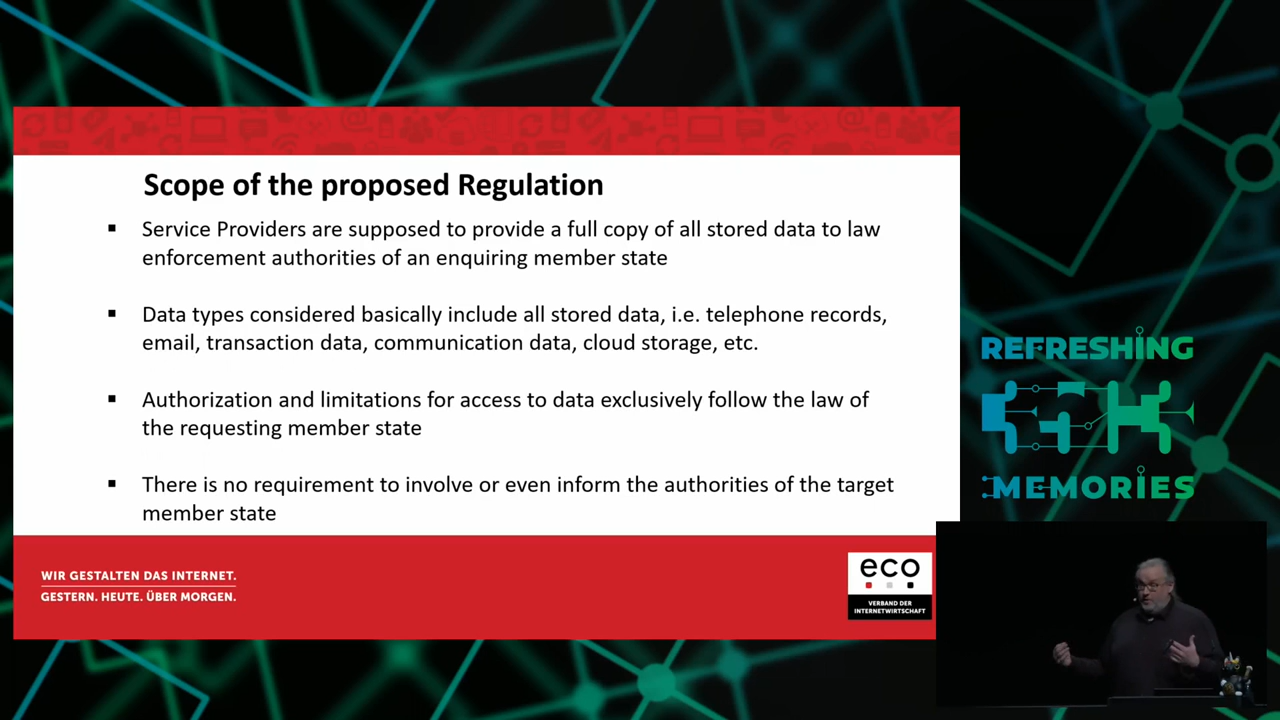 Scope of the proposed Regulation
▪ Service Providers are supposed to provide a full copy of all stored data to law
enforcement authorities of an enquiring member state
▪ Data types considered basically include all stored data, i.e. telephone records,
email, transaction data, communication data, cloud storage, etc.
▪ Authorization and limitations for access to data exclusively follow the law of
the requesting member state
▪ There is no requirement to involve or even inform the authorities of the target
member state
WIR GESTALTEN DAS INTERNET.
GESTERN. HEUTE. ÜBER MORGEN.
eco
VERBAND DER
INTERNETWIRTSCHAFT
REFRESHING
MEMORIES